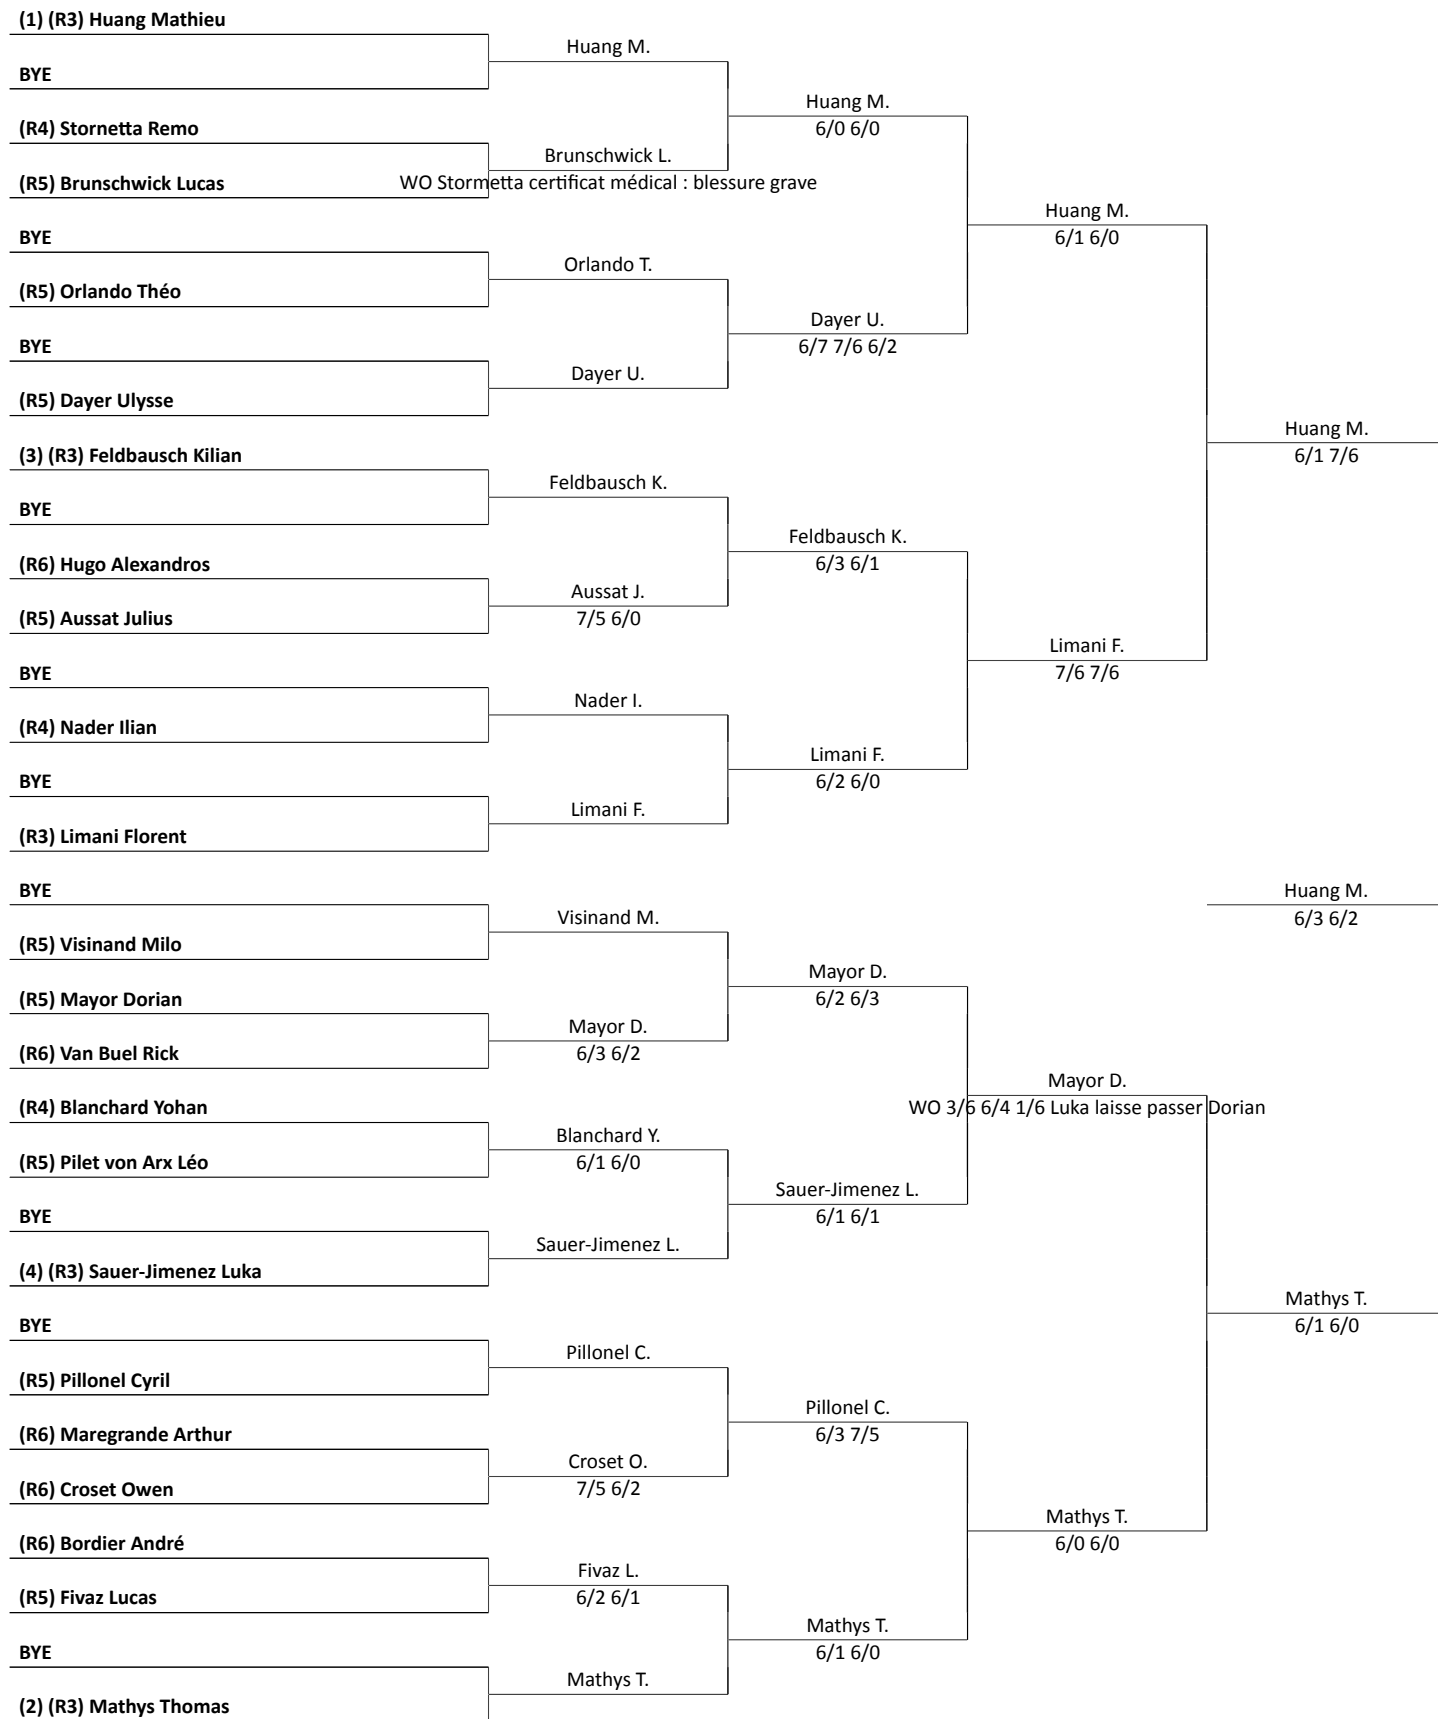 (1) (R3) Huang Mathieu
Huang M.
BYE
Huang M.
6/0 6/0
(R4) Stornetta Remo
Brunschwick L.
(R5) Brunschwick Lucas
WO Stormetta certificat médical : blessure grave
Huang M.
6/1 6/0
BYE
Orlando T.
(R5) Orlando Théo
Dayer U.
6/7 7/6 6/2
BYE
Dayer U.
(R5) Dayer Ulysse
Huang M.
6/1 7/6
(3) (R3) Feldbausch Kilian
Feldbausch K.
BYE
Feldbausch K.
6/3 6/1
(R6) Hugo Alexandros
Aussat J.
7/5 6/0
(R5) Aussat Julius
Limani F.
7/6 7/6
BYE
Nader I.
(R4) Nader Ilian
Limani F.
6/2 6/0
BYE
Limani F.
(R3) Limani Florent
BYE
Huang M.
6/3 6/2
Visinand M.
(R5) Visinand Milo
Mayor D.
6/2 6/3
(R5) Mayor Dorian
Mayor D.
6/3 6/2
(R6) Van Buel Rick
Mayor D.
WO 3/6 6/4 1/6 Luka laisse passer Dorian
(R4) Blanchard Yohan
Blanchard Y.
6/1 6/0
(R5) Pilet von Arx Léo
Sauer-Jimenez L.
6/1 6/1
BYE
Sauer-Jimenez L.
(4) (R3) Sauer-Jimenez Luka
Mathys T.
6/1 6/0
BYE
Pillonel C.
(R5) Pillonel Cyril
Pillonel C.
6/3 7/5
(R6) Maregrande Arthur
Croset O.
7/5 6/2
(R6) Croset Owen
Mathys T.
6/0 6/0
(R6) Bordier André
Fivaz L.
6/2 6/1
(R5) Fivaz Lucas
Mathys T.
6/1 6/0
BYE
Mathys T.
(2) (R3) Mathys Thomas